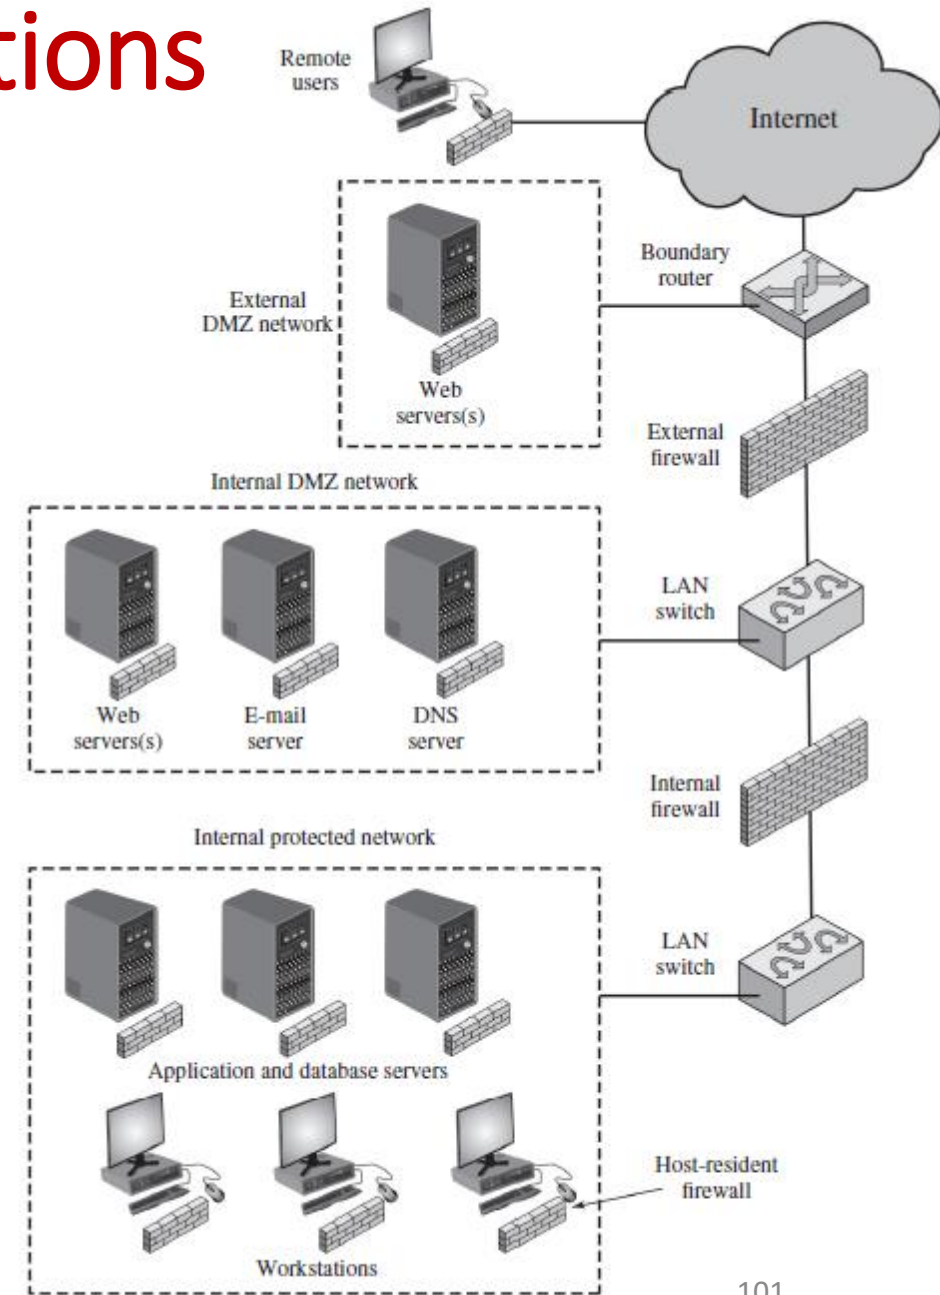 tions
Remote
users
Internet
Boundary
router
External
DMZ network
Web
servers(s)
External
firewall
Internal DMZ network
LAN
switch
Web
servers(s)
E-mail
server
DNS
server
Internal
firewall
Internal protected network
LAN
switch
Application and database servers
Host-resident
firewall
Workstations
101